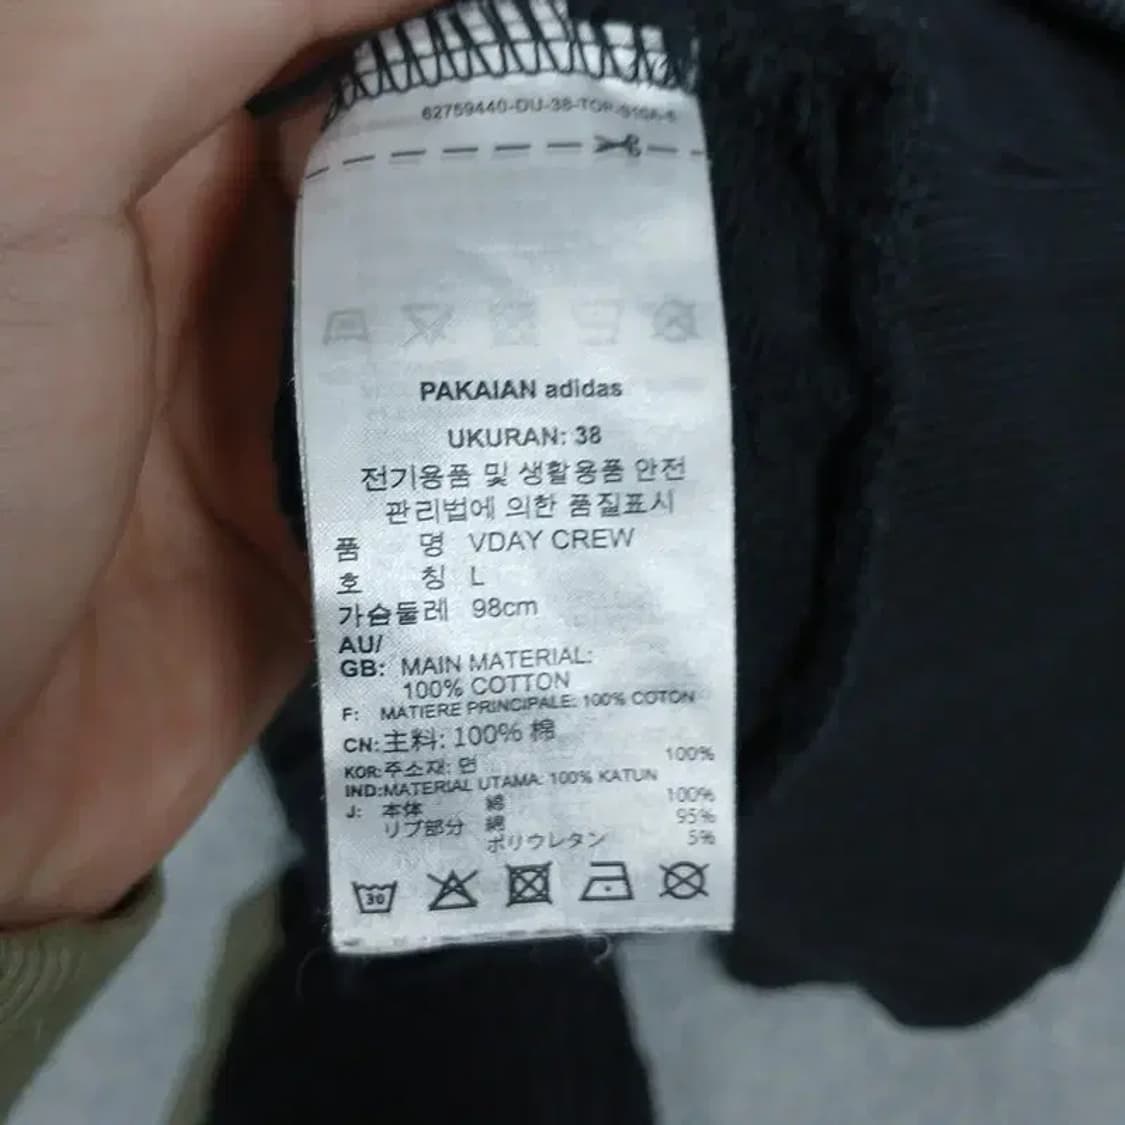 62759440-DU-38-TOP
PAKAIAN adidas
UKURAN: 38
전기용품 및 생활용품 안전
관리법에 의한 품질표시
품 명 VDAY CREW
호 칭 L
가슴둘레 98cm
AU/
GB: MAIN MATERIAL:
100% COTTON
F: MATIERE PRINCIPALE: 100% COTON
CN: 主料: 100% 棉
KOR: 주소재: 면 100%
IND: MATERIAL UTAMA: 100% KATUN
J: 本体 綿 100%
リブ部分 綿 95%
ポリウレタン 5%
30